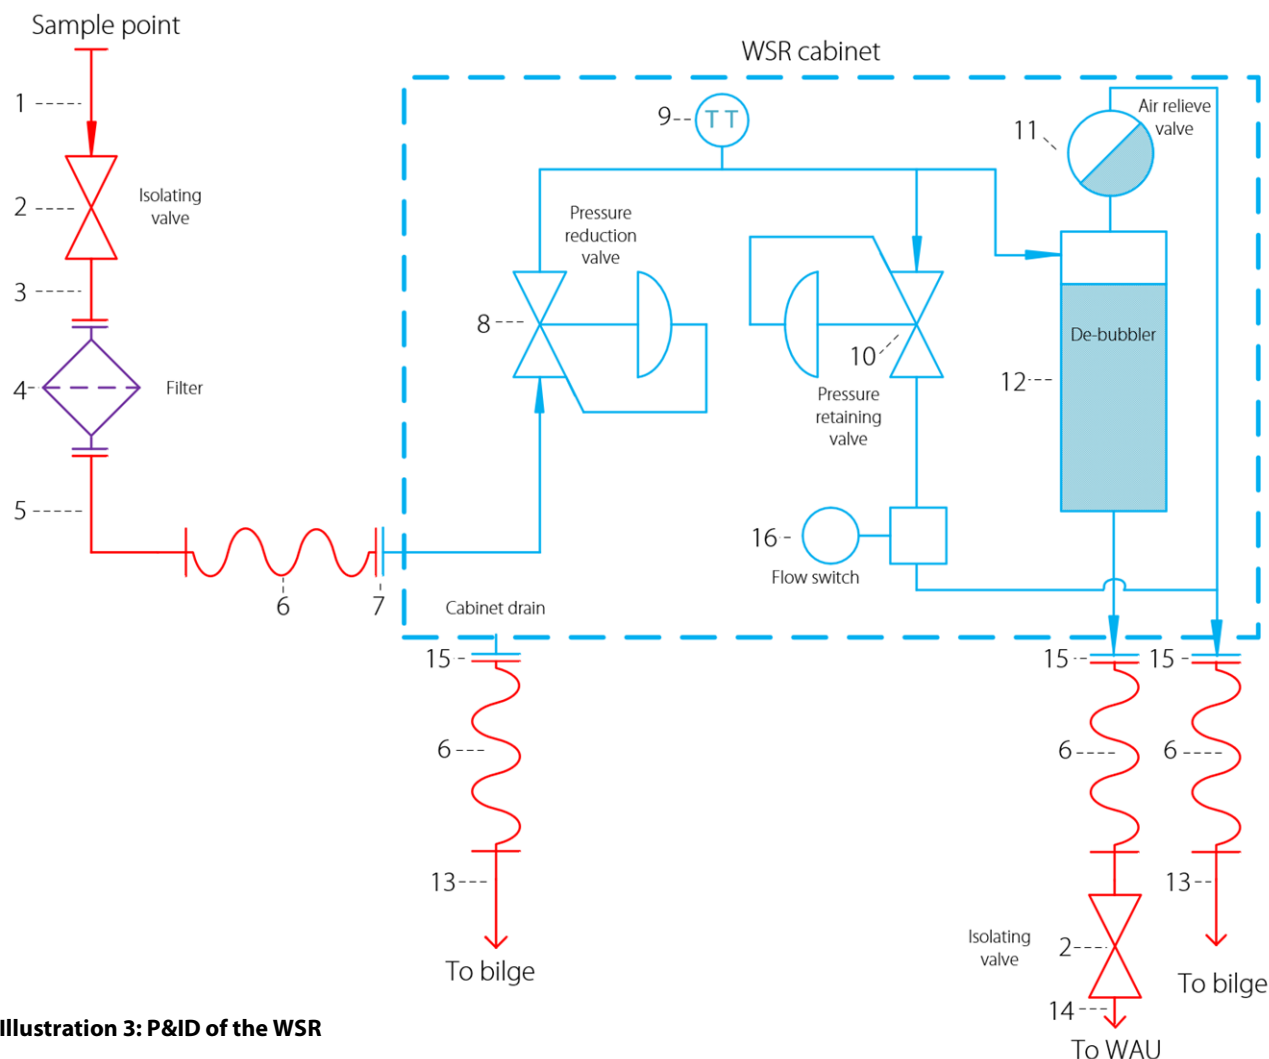 Sample point
WSR cabinet
1
9
TT
11
Air relieve
valve
2
Isolating
valve
Pressure
reduction
valve
3
8
10
De-bubbler
4
Filter
12
Pressure
retaining
valve
5
16
Flow switch
6
7
Cabinet drain
15
15
15
6
6
6
13
13
Isolating
valve
2
To bilge
To bilge
14
Illustration 3: P&ID of the WSR
To WAU